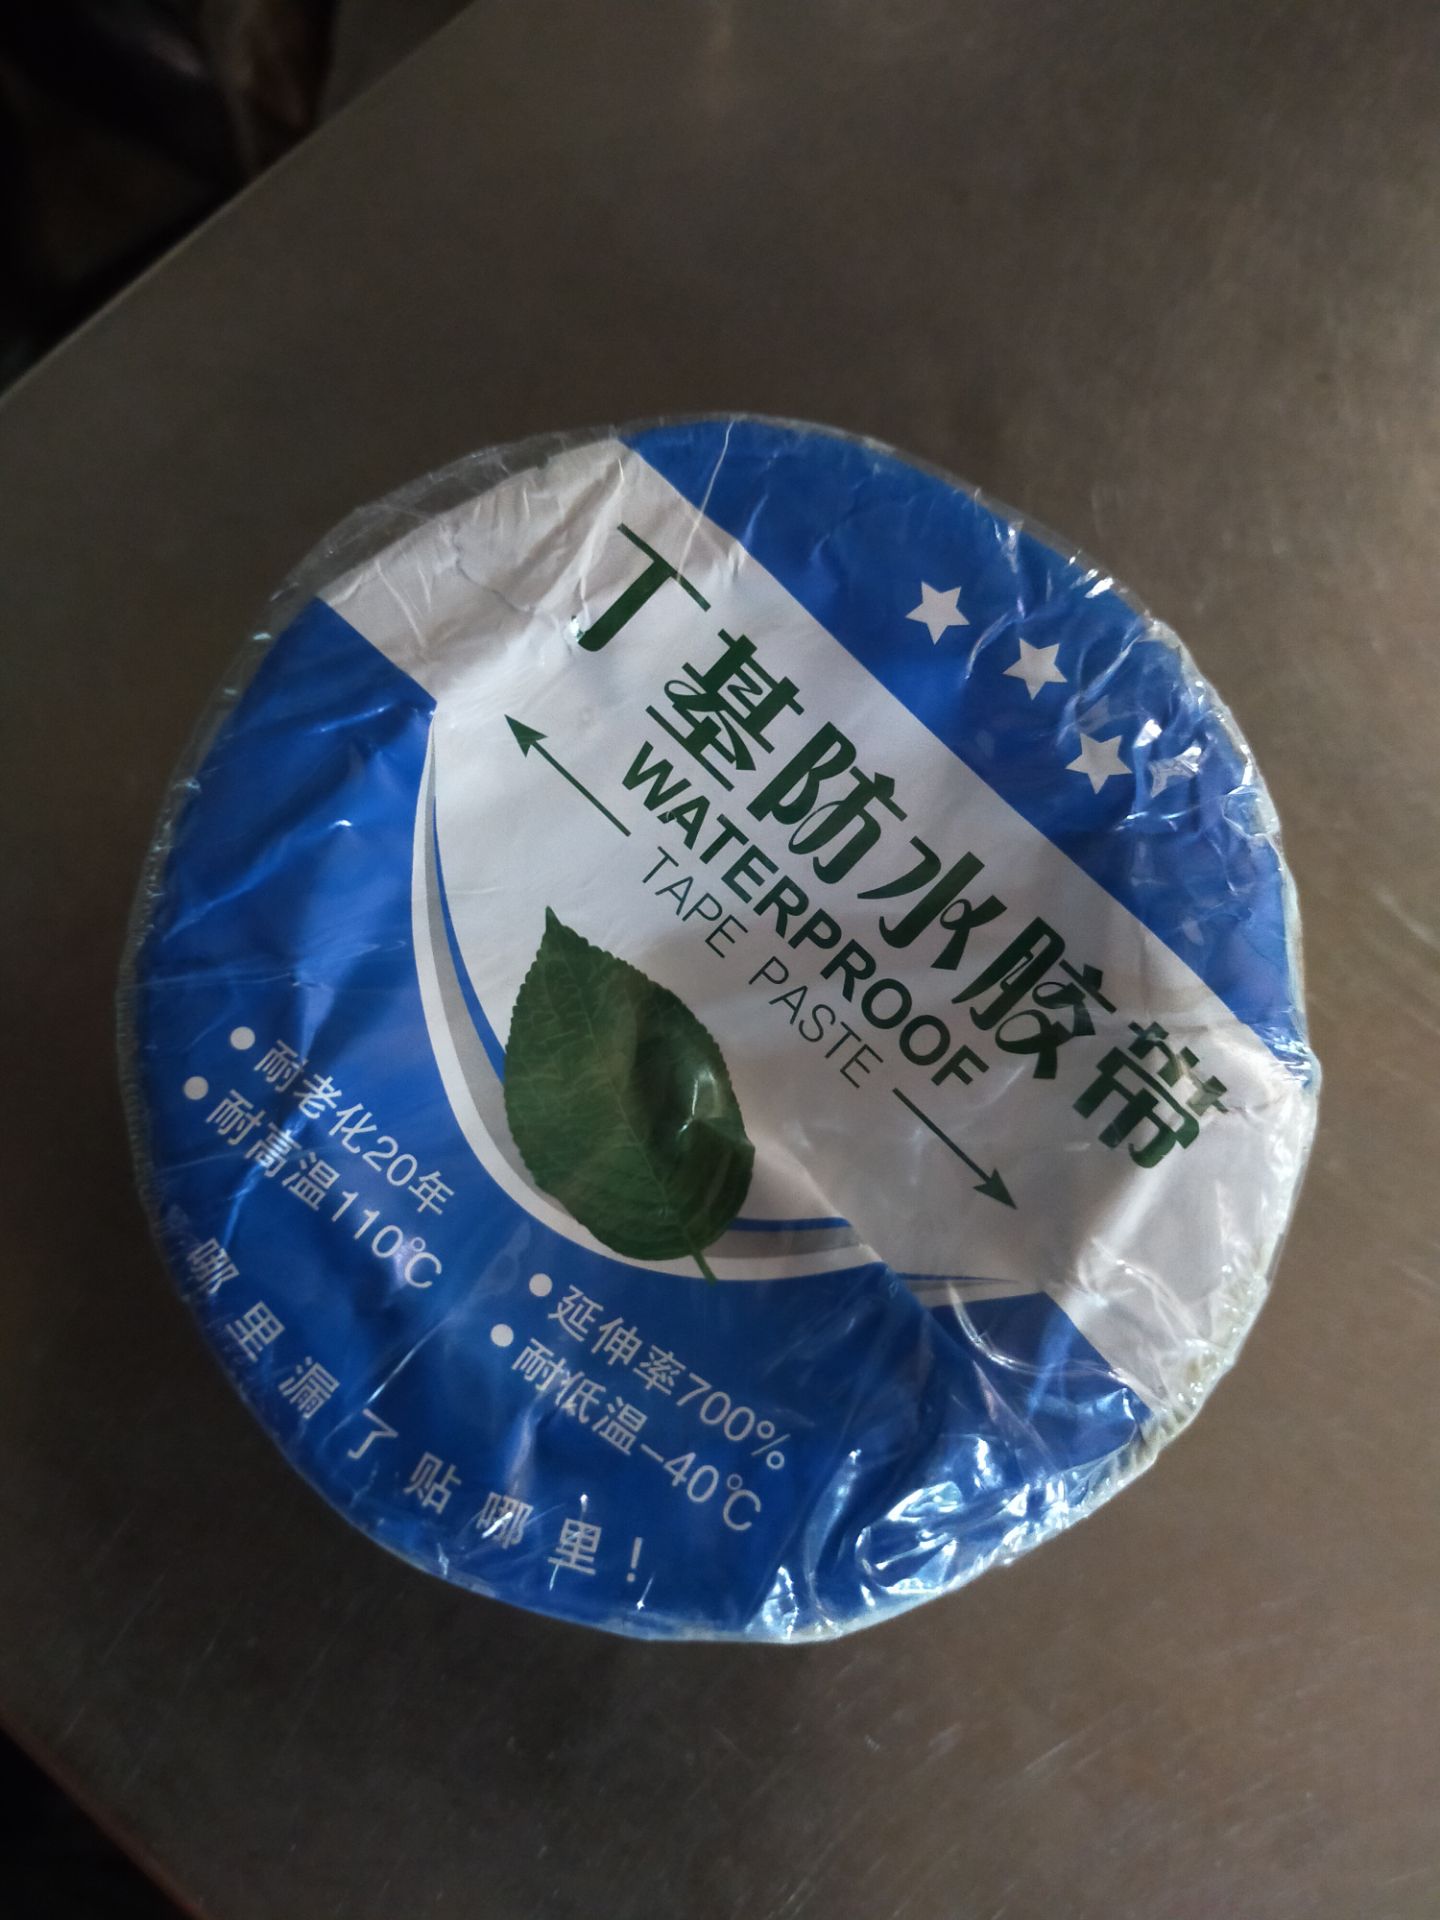 丁基防水胶带
WATERPROOF
TAPE PASTE
●耐老化20年
●耐高温110℃
●延伸率700%
●耐低温-40℃
哪里漏了贴哪里！